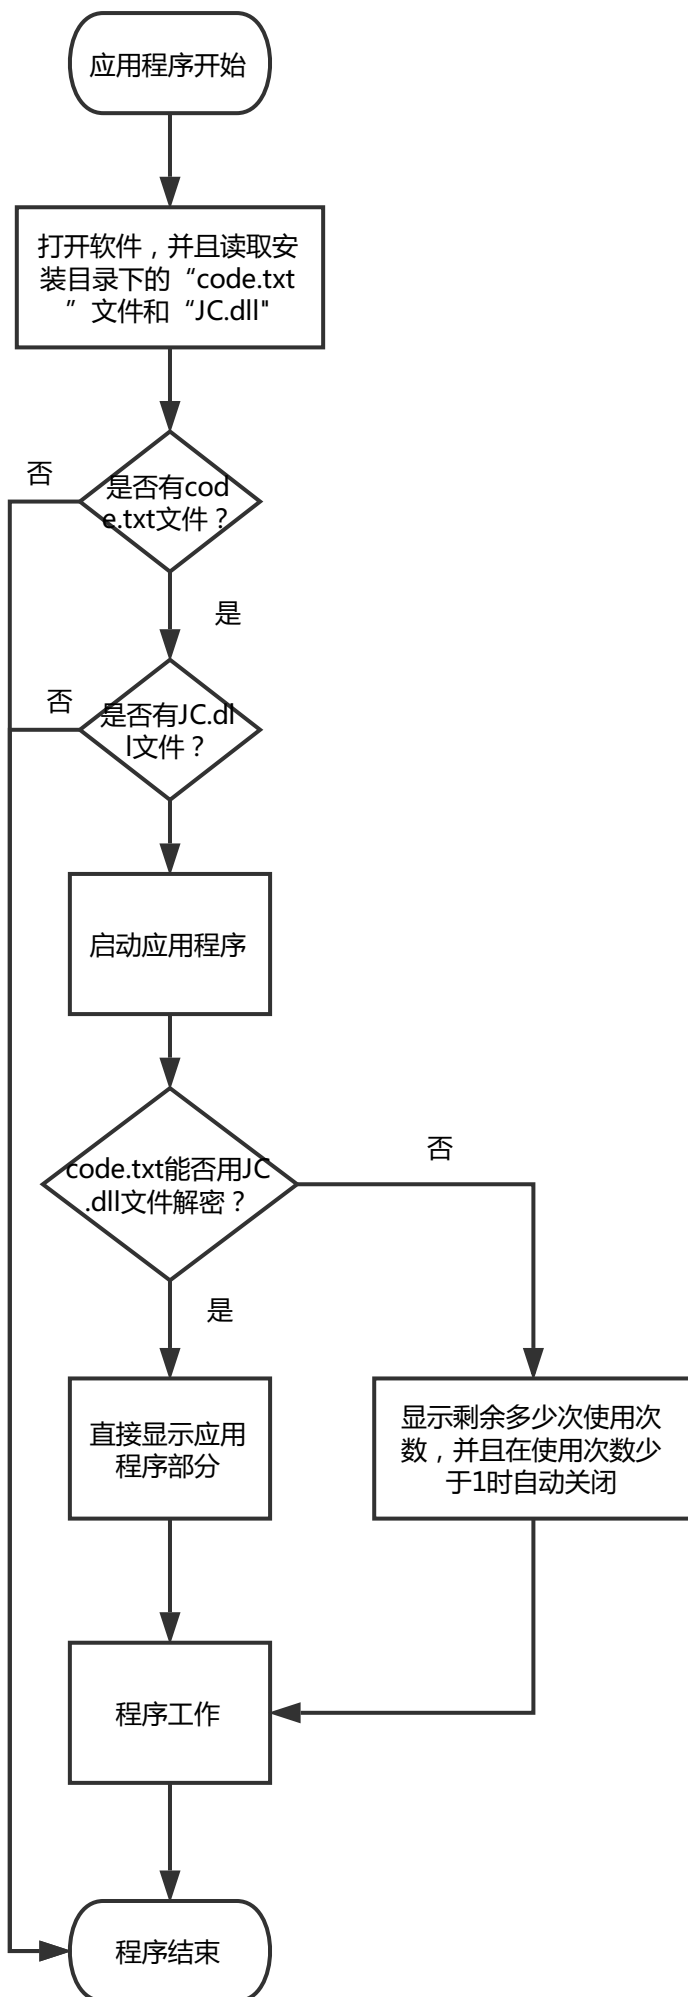 应用程序开始
打开软件，并且读取安
装目录下的“code.txt
”文件和“JC.dll"
否
是否有cod
e.txt文件？
是
否
是否有JC.dl
l文件？
启动应用程序
否
code.txt能否用JC
.dll文件解密？
是
直接显示应用
程序部分
显示剩余多少次使用次
数，并且在使用次数少
于1时自动关闭
程序工作
程序结束